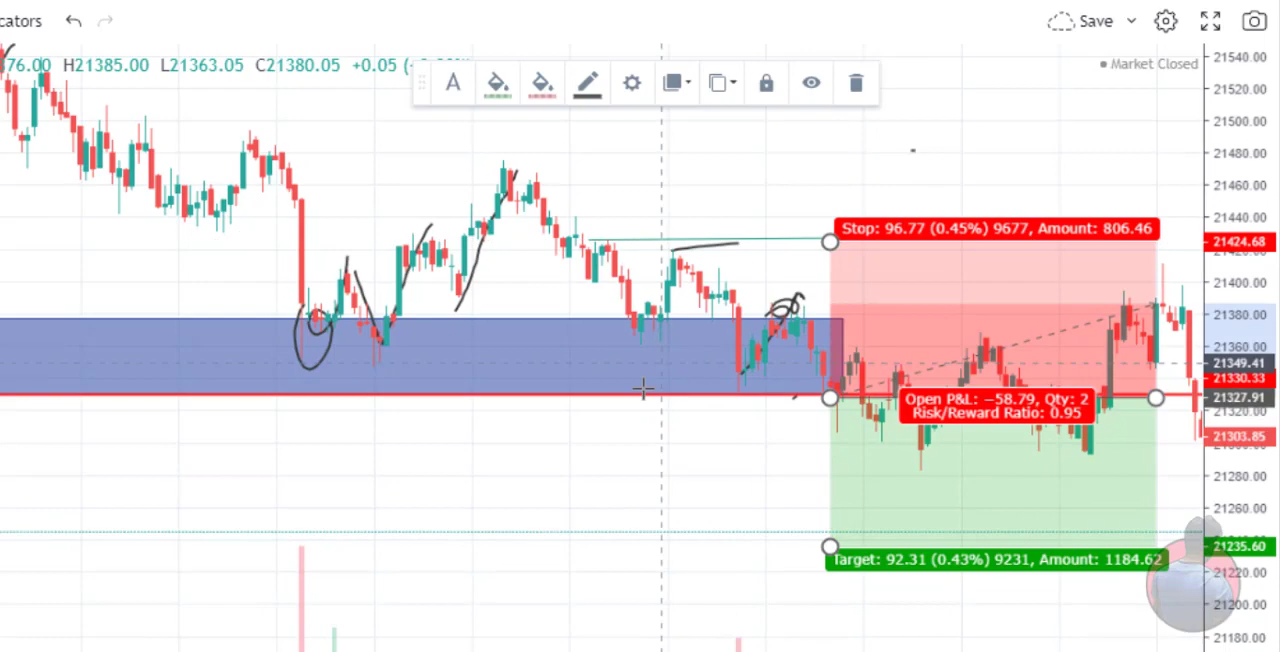 cators
Save
76.00 H21385.00 L21363.05 C21380.05 +0.05
Market Closed
A
21540.00
21520.00
21500.00
21480.00
21460.00
21440.00
Stop: 96.77 (0.45%) 9677, Amount: 806.46
21424.68
21400.00
21380.00
21360.00
21349.41
21330.33
Open P&L: −58.79, Qty: 2
Risk/Reward Ratio: 0.95
21327.91
21320.00
21303.85
21280.00
21260.00
21235.60
Target: 92.31 (0.43%) 9231, Amount: 1184.62
21220.00
21200.00
21180.00